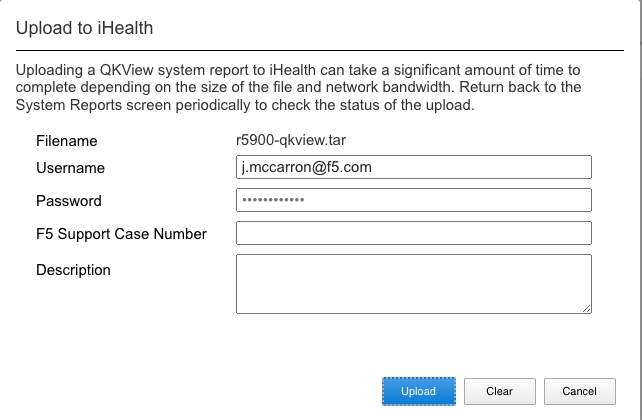 Upload to iHealth
Uploading a QKView system report to iHealth can take a significant amount of time to
complete depending on the size of the file and network bandwidth. Return back to the
System Reports screen periodically to check the status of the upload.
Filename r5900-qkview.tar
Username j.mccarron@f5.com
Password ••••••••••••
F5 Support Case Number
Description
Upload Clear Cancel